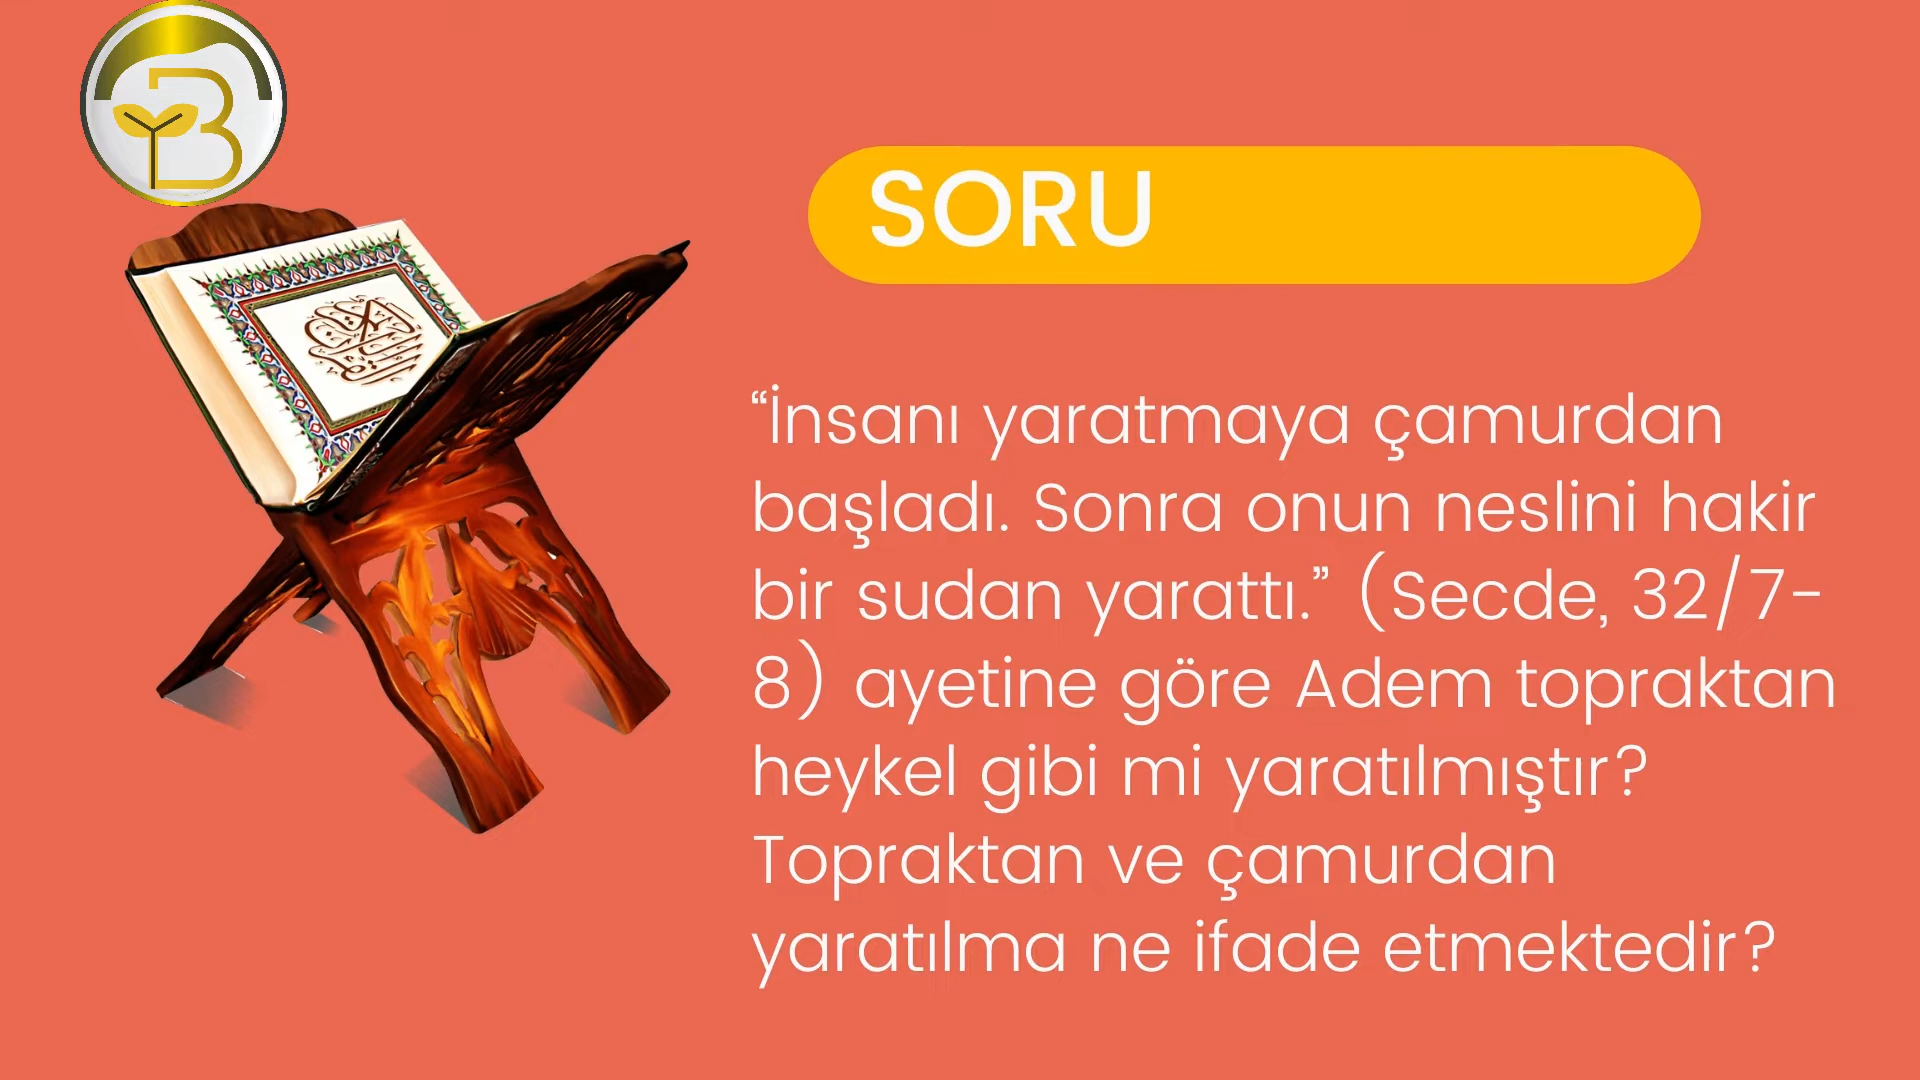 B
SORU
“İnsanı yaratmaya çamurdan
başladı. Sonra onun neslini hakir
bir sudan yarattı.” (Secde, 32/7-
8) ayetine göre Adem topraktan
heykel gibi mi yaratılmıştır?
Topraktan ve çamurdan
yaratılma ne ifade etmektedir?